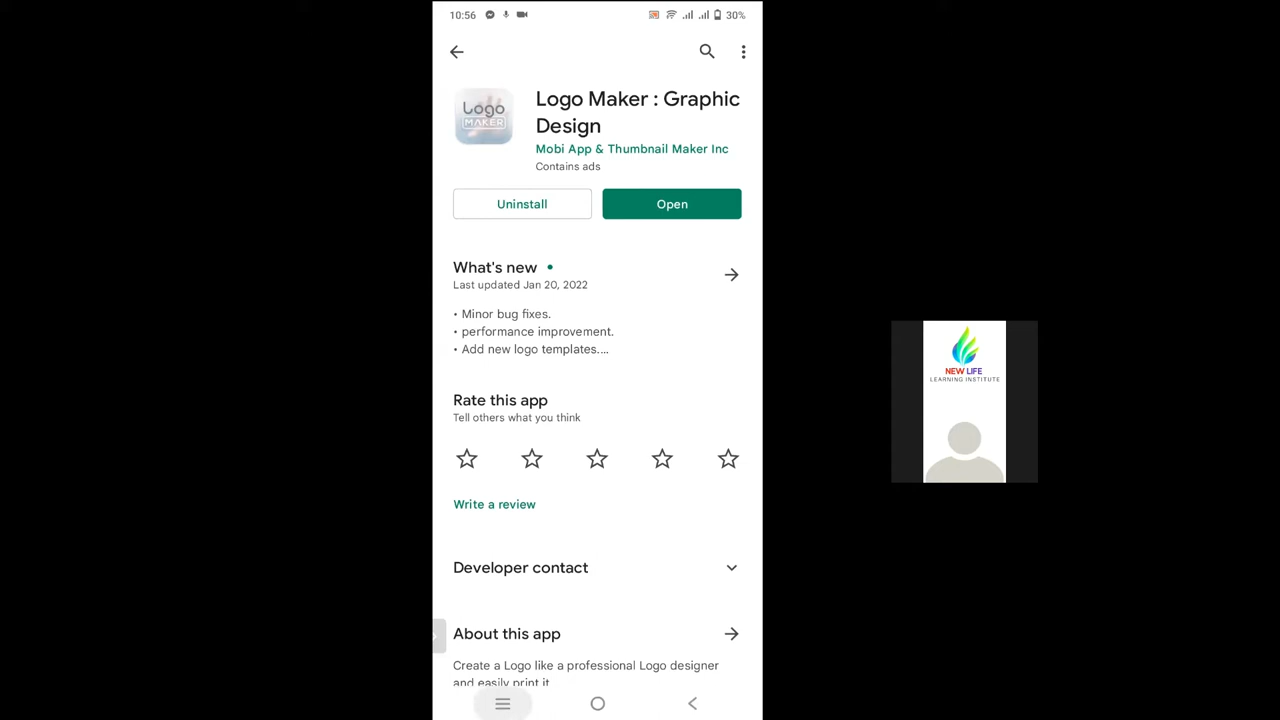 10:56
30%
Logo
MAKER
Logo Maker : Graphic
Design
Mobi App & Thumbnail Maker Inc
Contains ads
Uninstall
Open
What's new
Last updated Jan 20, 2022
• Minor bug fixes.
• performance improvement.
• Add new logo templates....
Rate this app
Tell others what you think
Write a review
Developer contact
About this app
Create a Logo like a professional Logo designer
and easily print it
NEW LIFE
LEARNING INSTITUTE